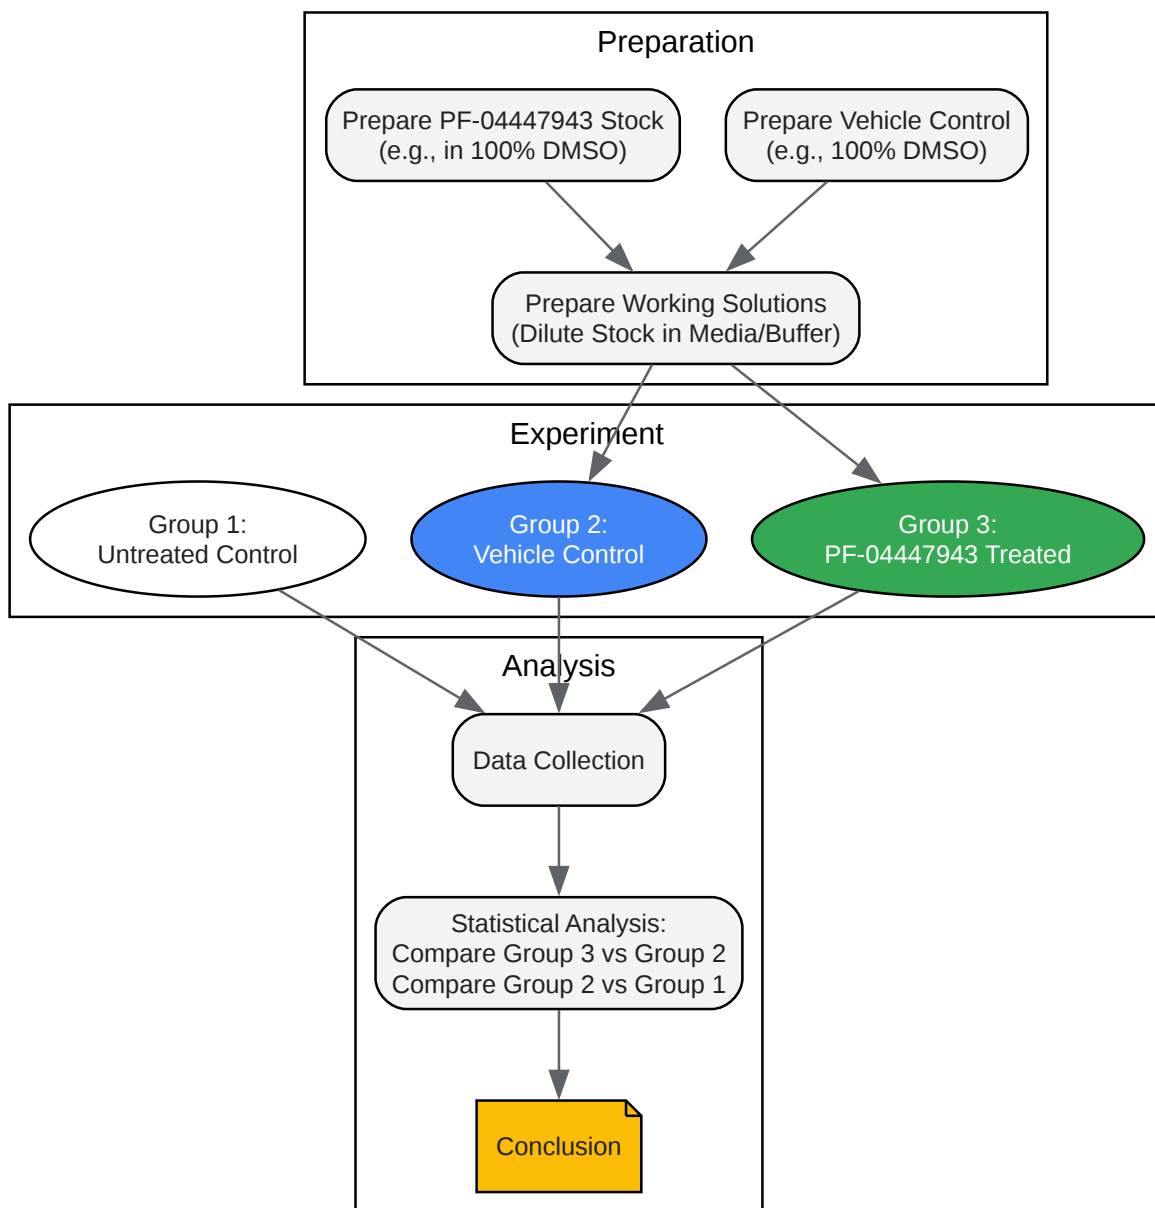 Preparation
Prepare PF-04447943 Stock
(e.g., in 100% DMSO)
Prepare Vehicle Control
(e.g., 100% DMSO)
Prepare Working Solutions
(Dilute Stock in Media/Buffer)
Experiment
Group 1:
Untreated Control
Group 2:
Vehicle Control
Group 3:
PF-04447943 Treated
Analysis
Data Collection
Statistical Analysis:
Compare Group 3 vs Group 2
Compare Group 2 vs Group 1
Conclusion